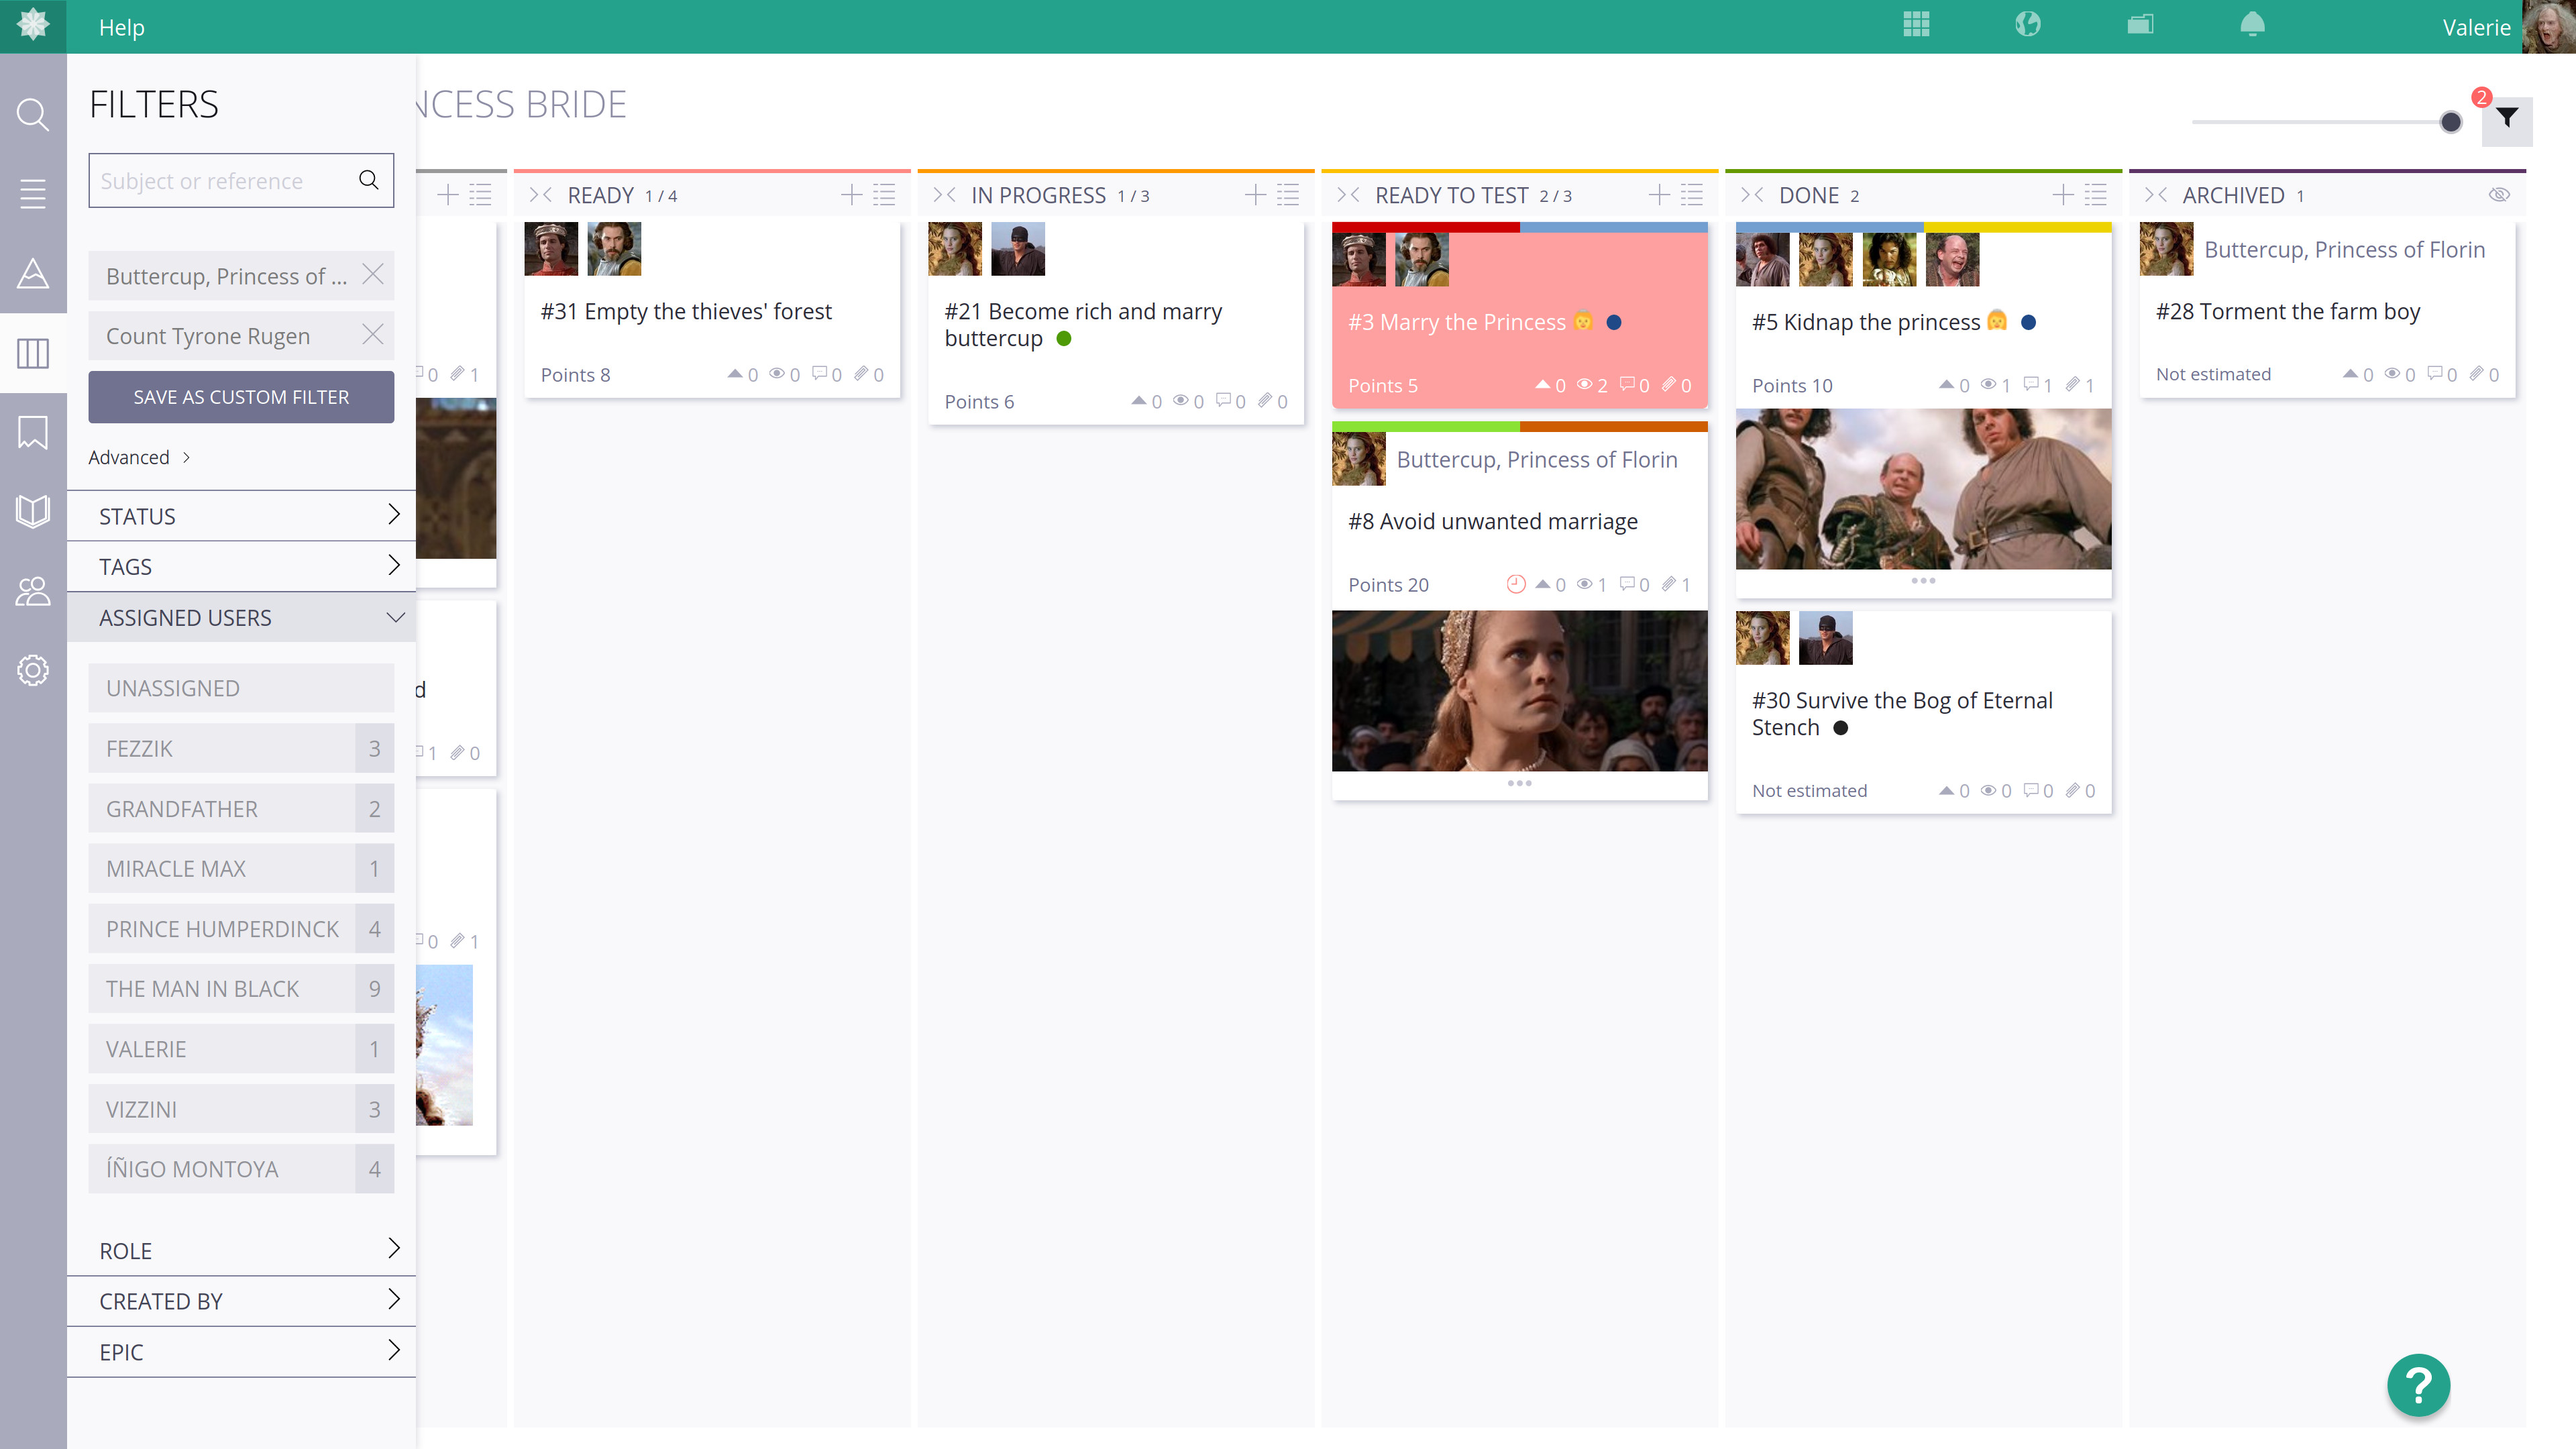 Help
Valerie
FILTERS
NCESS BRIDE
2
Subject or reference
Buttercup, Princess of ...
Count Tyrone Rugen
SAVE AS CUSTOM FILTER
Advanced
STATUS
TAGS
ASSIGNED USERS
UNASSIGNED
FEZZIK 3
GRANDFATHER 2
MIRACLE MAX 1
PRINCE HUMPERDINCK 4
THE MAN IN BLACK 9
VALERIE 1
VIZZINI 3
ÍÑIGO MONTOYA 4
ROLE
CREATED BY
EPIC
0 1
d
1 0
0 1
READY 1 / 4
#31 Empty the thieves' forest
Points 8 0 0 0 0
IN PROGRESS 1 / 3
#21 Become rich and marry
buttercup
Points 6 0 0 0 0
READY TO TEST 2 / 3
#3 Marry the Princess
Points 5 0 2 0 0
Buttercup, Princess of Florin
#8 Avoid unwanted marriage
Points 20 0 1 0 1
DONE 2
#5 Kidnap the princess
Points 10 0 1 1 1
#30 Survive the Bog of Eternal
Stench
Not estimated 0 0 0 0
ARCHIVED 1
Buttercup, Princess of Florin
#28 Torment the farm boy
Not estimated 0 0 0 0
?